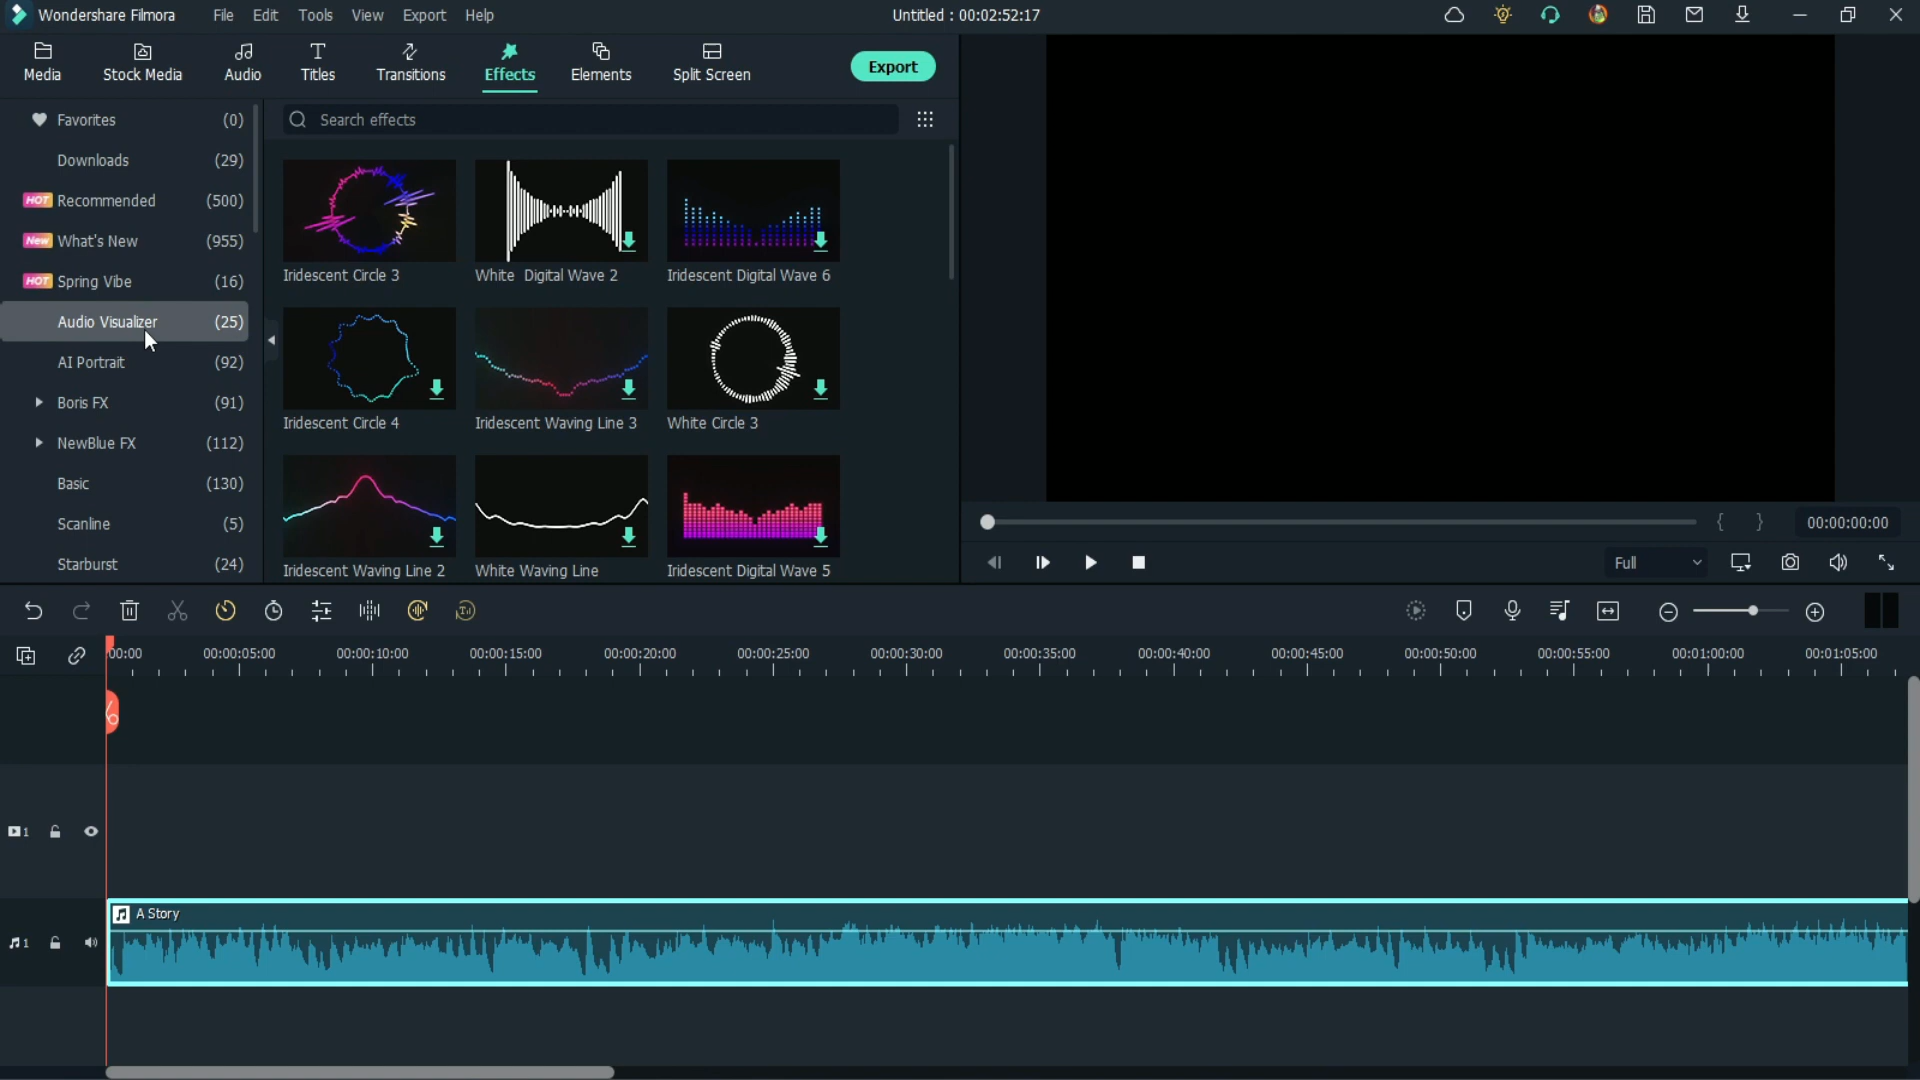 Wondershare Filmora File Edit Tools View Export Help Untitled : 00:02:52:17
Media Stock Media Audio Titles Transitions Effects Elements Split Screen Export
Favorites (0)
Downloads (29)
HOT Recommended (500)
New What's New (955)
HOT Spring Vibe (16)
Audio Visualizer (25)
AI Portrait (92)
Boris FX (91)
NewBlue FX (112)
Basic (130)
Scanline (5)
Starburst (24)
Search effects
Iridescent Circle 3 White Digital Wave 2 Iridescent Digital Wave 6
Iridescent Circle 4 Iridescent Waving Line 3 White Circle 3
Iridescent Waving Line 2 White Waving Line Iridescent Digital Wave 5
{ } 00:00:00:00
Full
:00:00 00:00:05:00 00:00:10:00 00:00:15:00 00:00:20:00 00:00:25:00 00:00:30:00 00:00:35:00 00:00:40:00 00:00:45:00 00:00:50:00 00:00:55:00 00:01:00:00 00:01:05:00
1
A Story
1